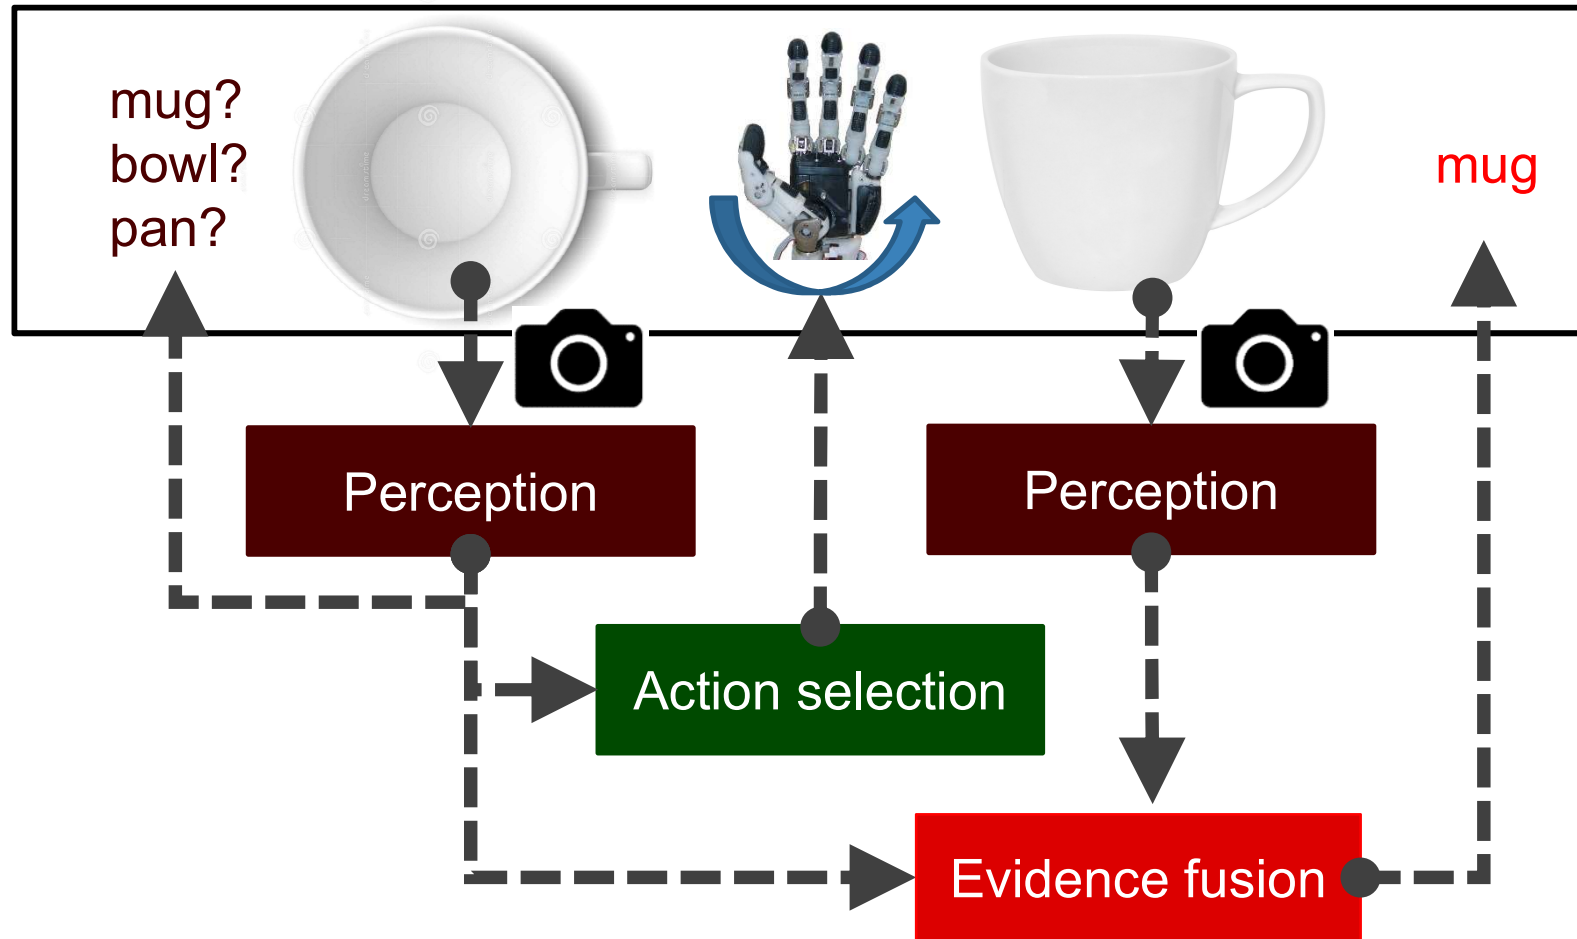 mug?
bowl?
pan?
mug
Perception
Perception
Action selection
Evidence fusion